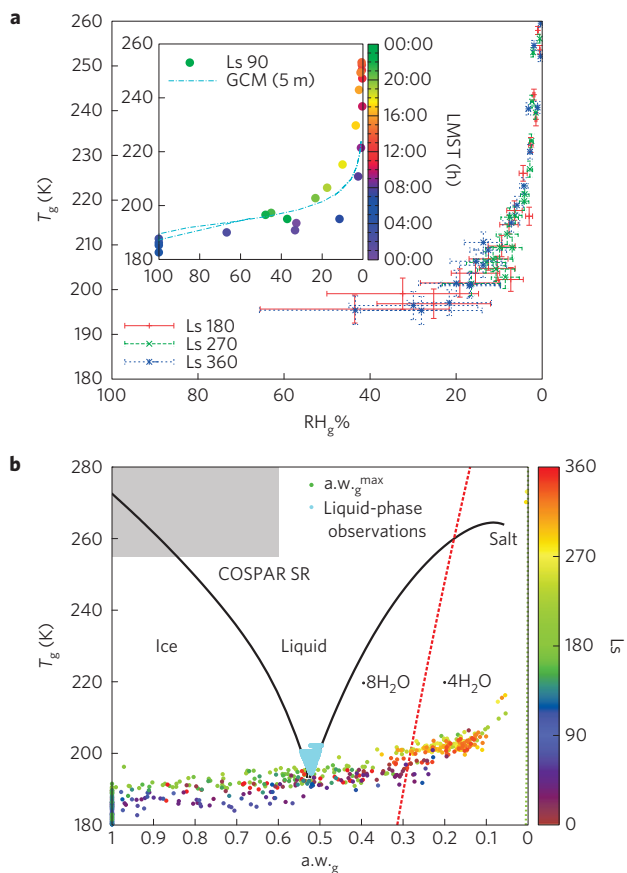 a
260
250
240
230
220
210
200
190
180
T_g (K)
100
80
60
40
20
0
RH_g%
Ls 180
Ls 270
Ls 360
260
240
220
200
180
100
80
60
40
20
0
Ls 90
GCM (5 m)
00:00
20:00
16:00
12:00
08:00
04:00
00:00
LMST (h)
b
280
260
240
220
200
180
T_g (K)
1
0.9
0.8
0.7
0.6
0.5
0.4
0.3
0.2
0.1
0
a.w._g
a.w._g^max
Liquid-phase
observations
COSPAR SR
Salt
Ice
Liquid
·8H₂O
·4H₂O
360
270
180
90
0
Ls